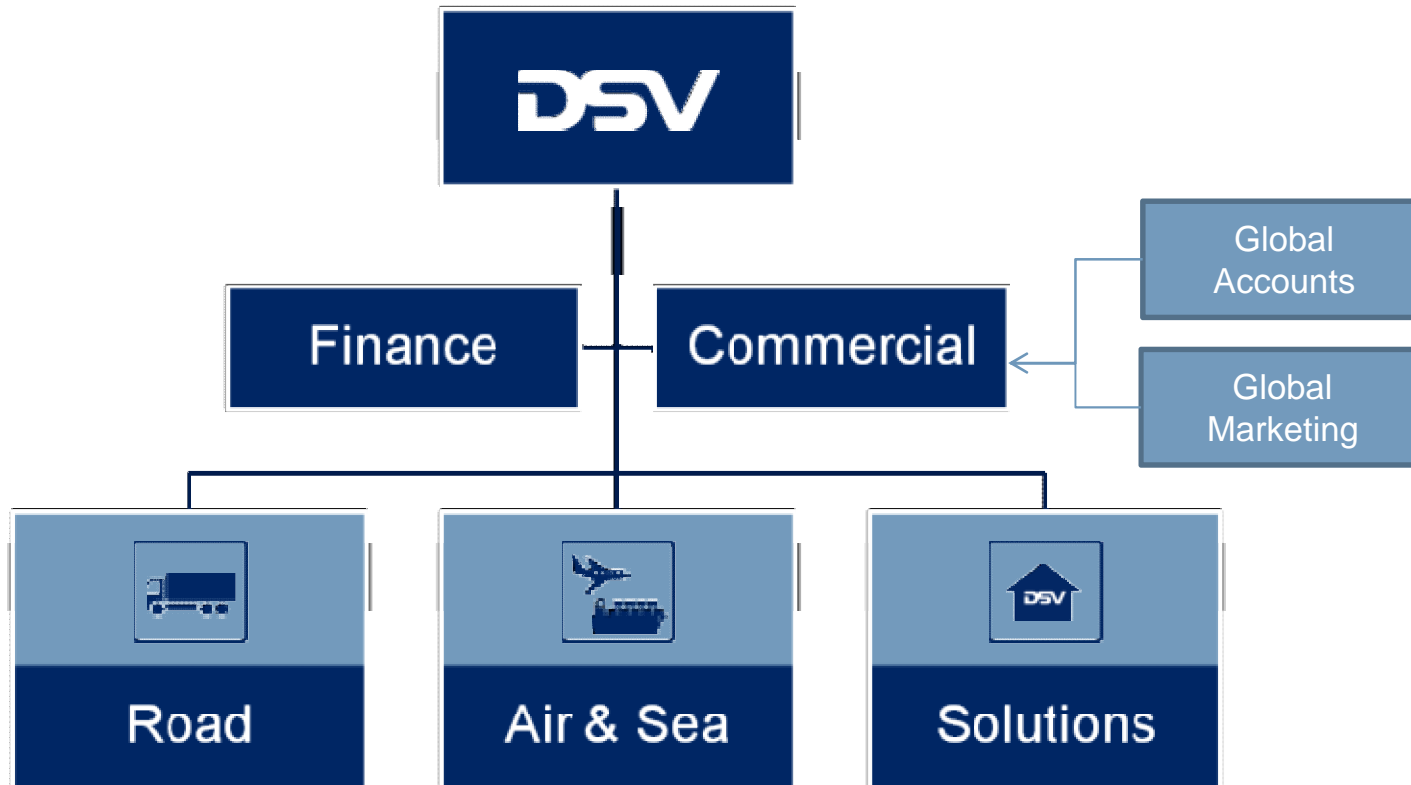 DSV
Global
Accounts
Finance
Commercial
Global
Marketing
DSV
Road
Air & Sea
Solutions